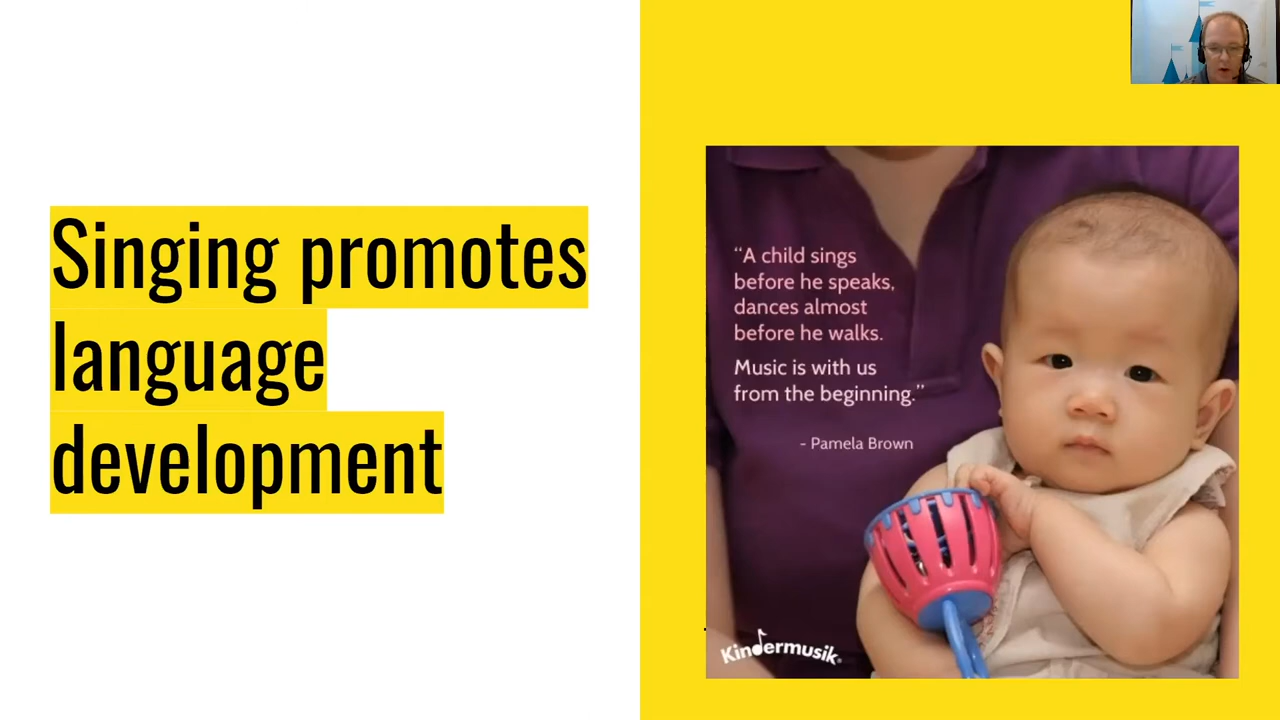 Singing promotes
language
development
“A child sings
before he speaks,
dances almost
before he walks.
Music is with us
from the beginning.”
- Pamela Brown
Kindermusik®